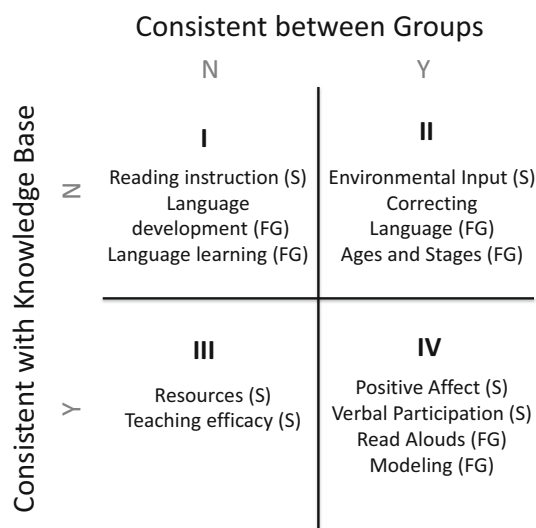 Consistent between Groups
N
Y
Consistent with Knowledge Base
N
Y
I
Reading instruction (S)
Language
development (FG)
Language learning (FG)
II
Environmental Input (S)
Correcting
Language (FG)
Ages and Stages (FG)
III
Resources (S)
Teaching efficacy (S)
IV
Positive Affect (S)
Verbal Participation (S)
Read Alouds (FG)
Modeling (FG)